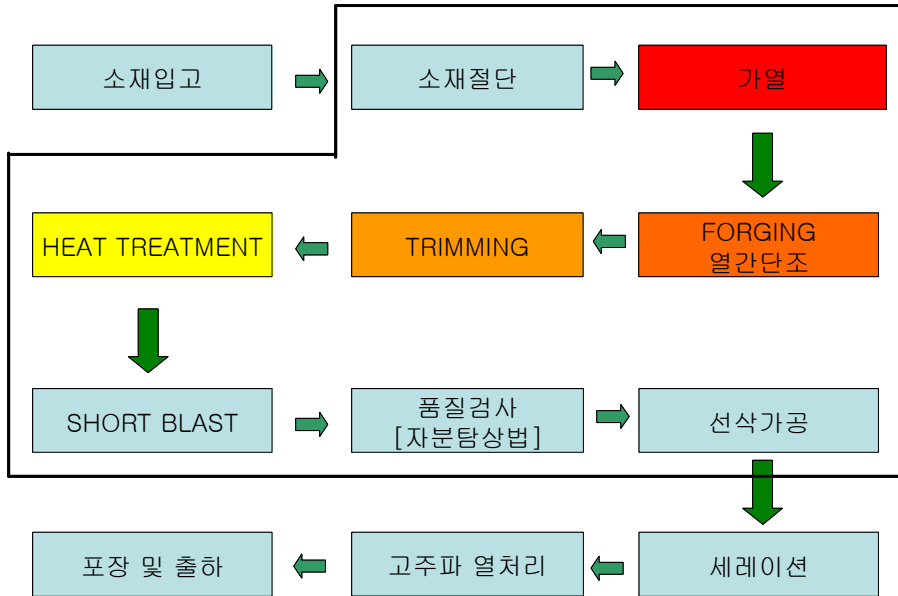 소재입고
소재절단
가열
HEAT TREATMENT
TRIMMING
FORGING
열간단조
SHORT BLAST
품질검사
[자분탐상법]
선삭가공
포장 및 출하
고주파 열처리
세레이션